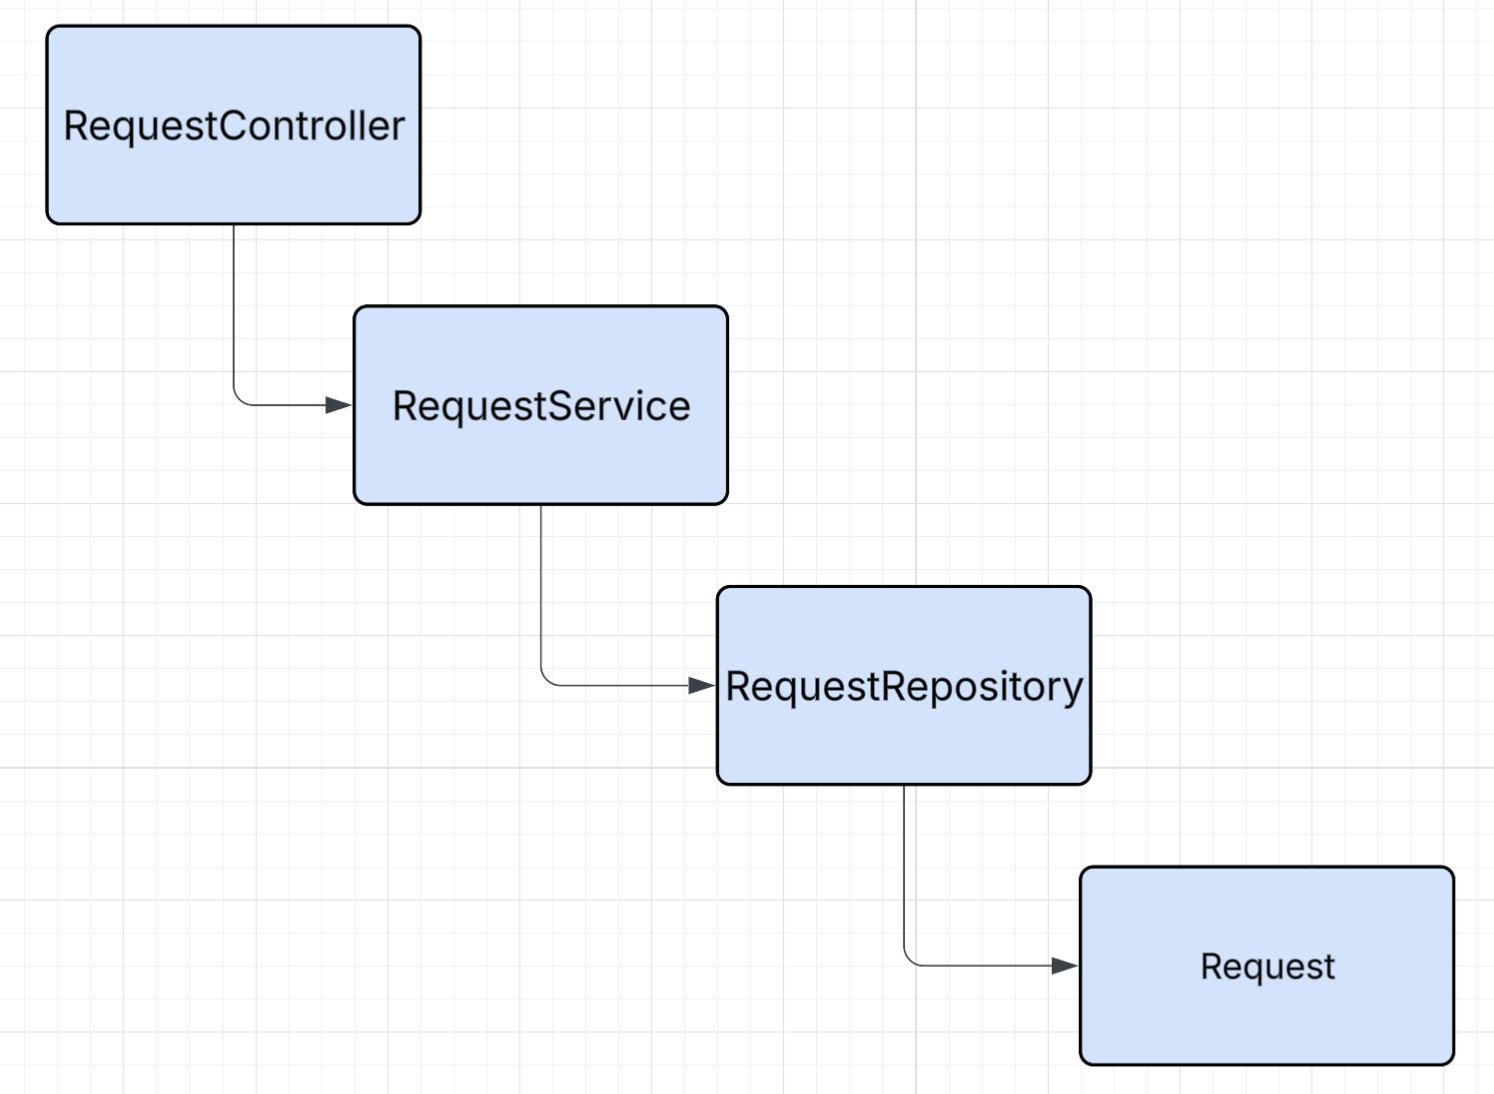 RequestController
RequestService
RequestRepository
Request